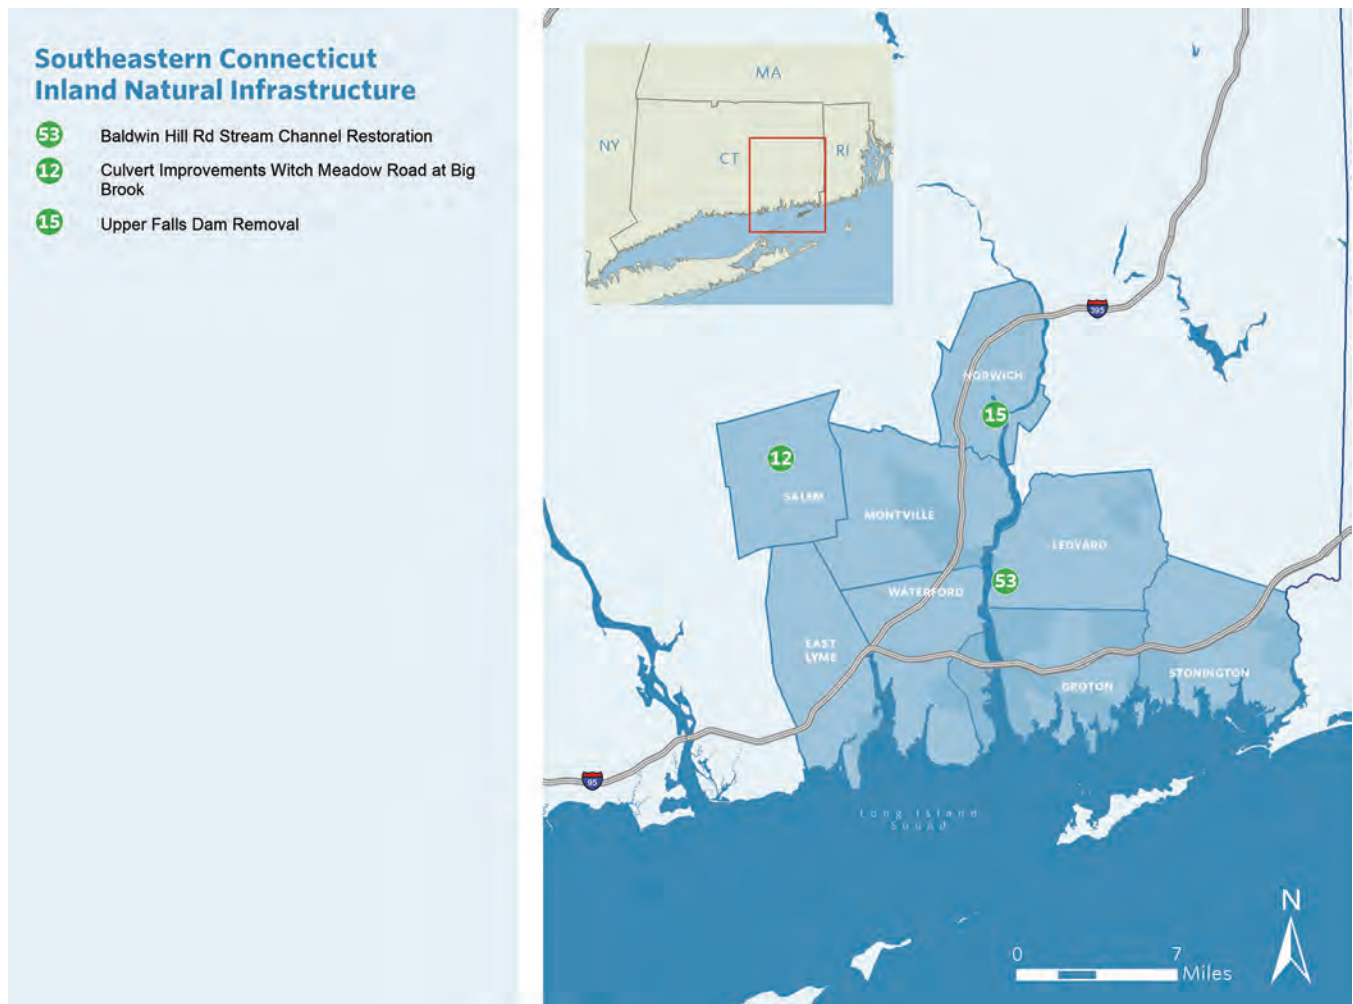 Southeastern Connecticut
Inland Natural Infrastructure
53 Baldwin Hill Rd Stream Channel Restoration
12 Culvert Improvements Witch Meadow Road at Big
Brook
15 Upper Falls Dam Removal
MA
NY
CT
RI
395
NORWICH
15
12
SALEM
MONTVILLE
LEDYARD
53
WATERFORD
EAST
LYME
STONINGTON
GROTON
95
Long Island
Sound
N
0 7
Miles